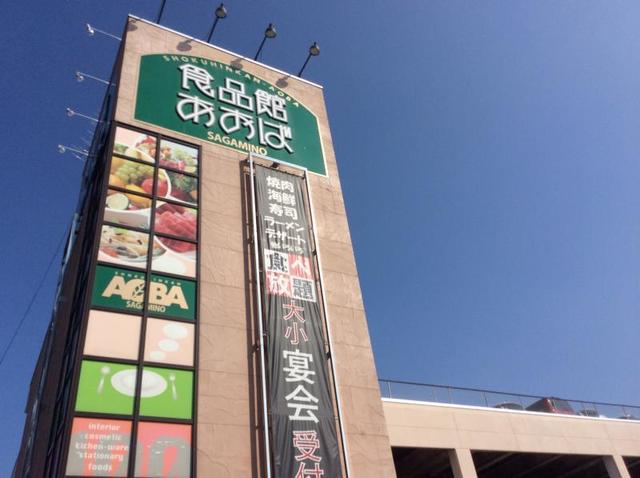 SHOKUHINKAN-AOBA
食品館
あおば
SAGAMINO
焼肉
海鮮
寿司
ラーメン
デザート
食べ
放題
大小
宴会
受付
AOBA
SAGAMINO
interior
cosmetic
kitchen-ware
stationary
foods